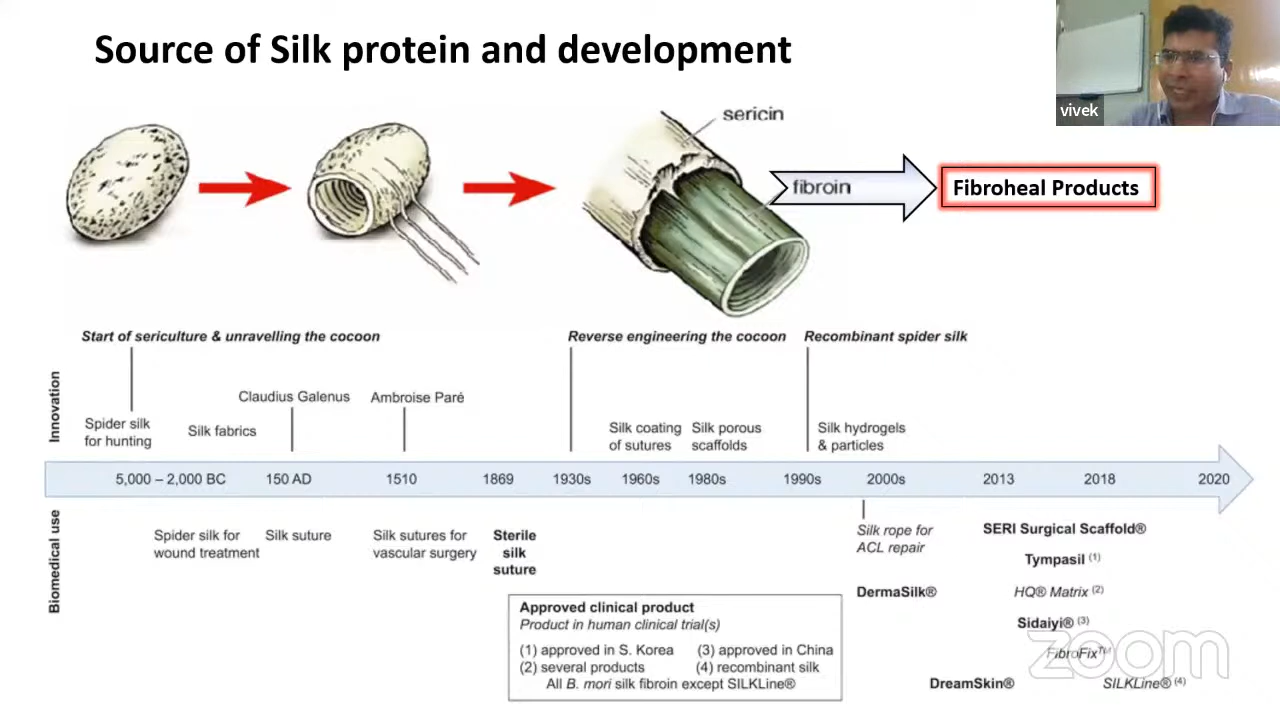 Source of Silk protein and development
vivek
sericin
fibroin
Fibroheal Products
Start of sericulture & unravelling the cocoon
Reverse engineering the cocoon
Recombinant spider silk
Innovation
Spider silk
for hunting
Silk fabrics
Claudius Galenus
Ambroise Paré
Silk coating
of sutures
Silk porous
scaffolds
Silk hydrogels
& particles
5,000 – 2,000 BC
150 AD
1510
1869
1930s
1960s
1980s
1990s
2000s
2013
2018
2020
Biomedical use
Spider silk for
wound treatment
Silk suture
Silk sutures for
vascular surgery
Sterile
silk
suture
Silk rope for
ACL repair
DermaSilk®
SERI Surgical Scaffold®
Tympasil (1)
HQ® Matrix (2)
Sidaiyi® (3)
FibroFix™
DreamSkin®
SILKLine® (4)
Approved clinical product
Product in human clinical trial(s)
(1) approved in S. Korea (3) approved in China
(2) several products (4) recombinant silk
All B. mori silk fibroin except SILKLine®
zoom